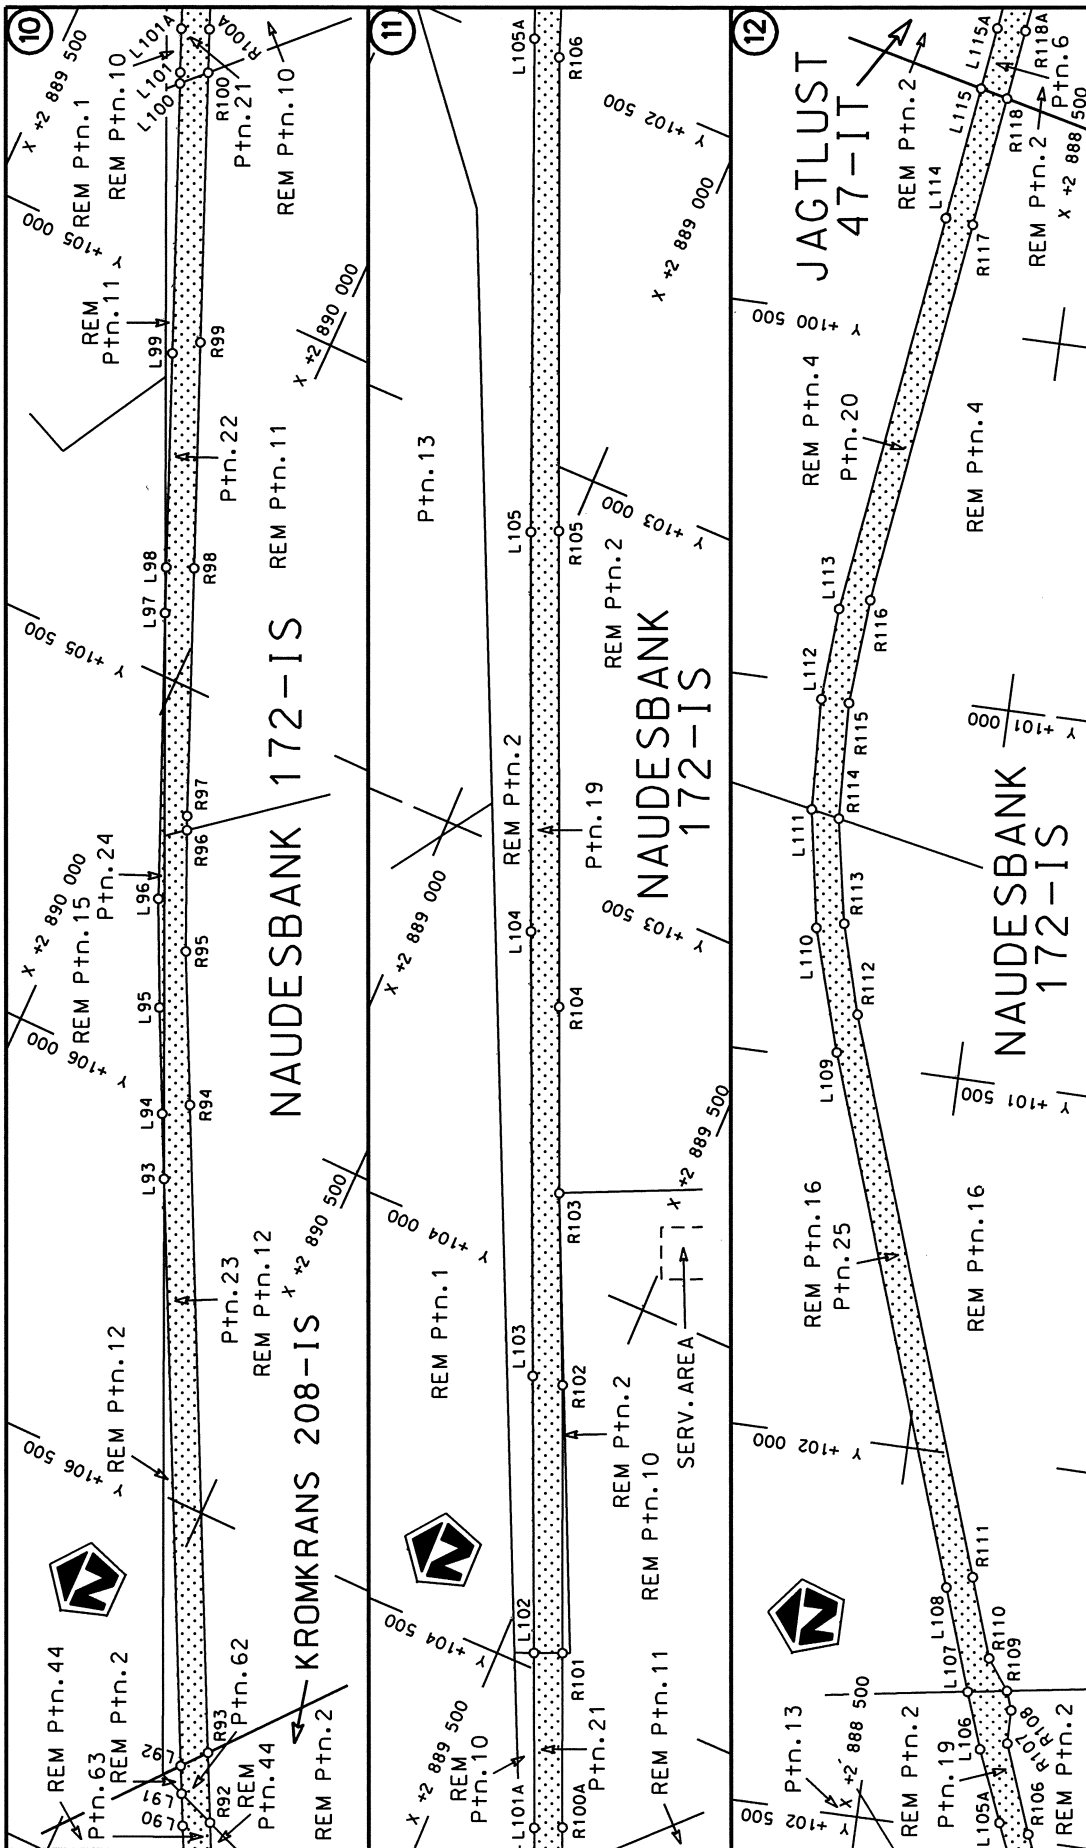 10
X +2 889 500
L101A
L101
L100
R100A
R100
REM Ptn.1
REM Ptn.10
Ptn.21
REM Ptn.10
Y +105 000
REM
Ptn.11
L99
R99
X +2 890 000
Ptn.22
REM Ptn.11
L98
L97
R98
Y +105 500
NAUDESBANK 172-IS
R97
R96
Ptn.24
L96
X +2 890 000
REM Ptn.15
R95
L95
Y +106 000
L94
R94
L93
X +2 890 500
Ptn.23
REM Ptn.12
REM Ptn.12
Y +106 500
KROMKRANS 208-IS
N
REM Ptn.44
Ptn.63
REM Ptn.2
Ptn.62
L92
R93
L91
L90
R92
REM
Ptn.44
REM Ptn.2
11
L105A
R106
Y +102 500
X +2 889 000
Ptn.13
L105
R105
Y +103 000
REM Ptn.2
NAUDESBANK
172-IS
REM Ptn.2
Ptn.19
X +2 889 000
L104
R104
Y +103 500
X +2 889 500
R103
Y +104 000
REM Ptn.1
L103
R102
SERV.AREA
REM Ptn.2
REM Ptn.10
N
L102
R101
Y +104 500
X +2 889 500
REM
Ptn.10
L101A
R100A
Ptn.21
REM Ptn.11
12
JAGTLUST
47-IT
REM Ptn.2
L115A
R118A
Ptn.6
L115
R118
REM Ptn.2
X +2 888 500
L114
R117
Y +100 500
REM Ptn.4
Ptn.20
REM Ptn.4
L113
R116
L112
R115
Y +101 000
L111
R114
NAUDESBANK
172-IS
L110
R113
R112
L109
Y +101 500
REM Ptn.16
Ptn.25
REM Ptn.16
Y +102 000
R111
L108
N
L107
R110
R109
L106
R108
R107
Ptn.13
X +2 888 500
REM Ptn.2
Ptn.19
L105A
R106
REM Ptn.2
Y +102 500